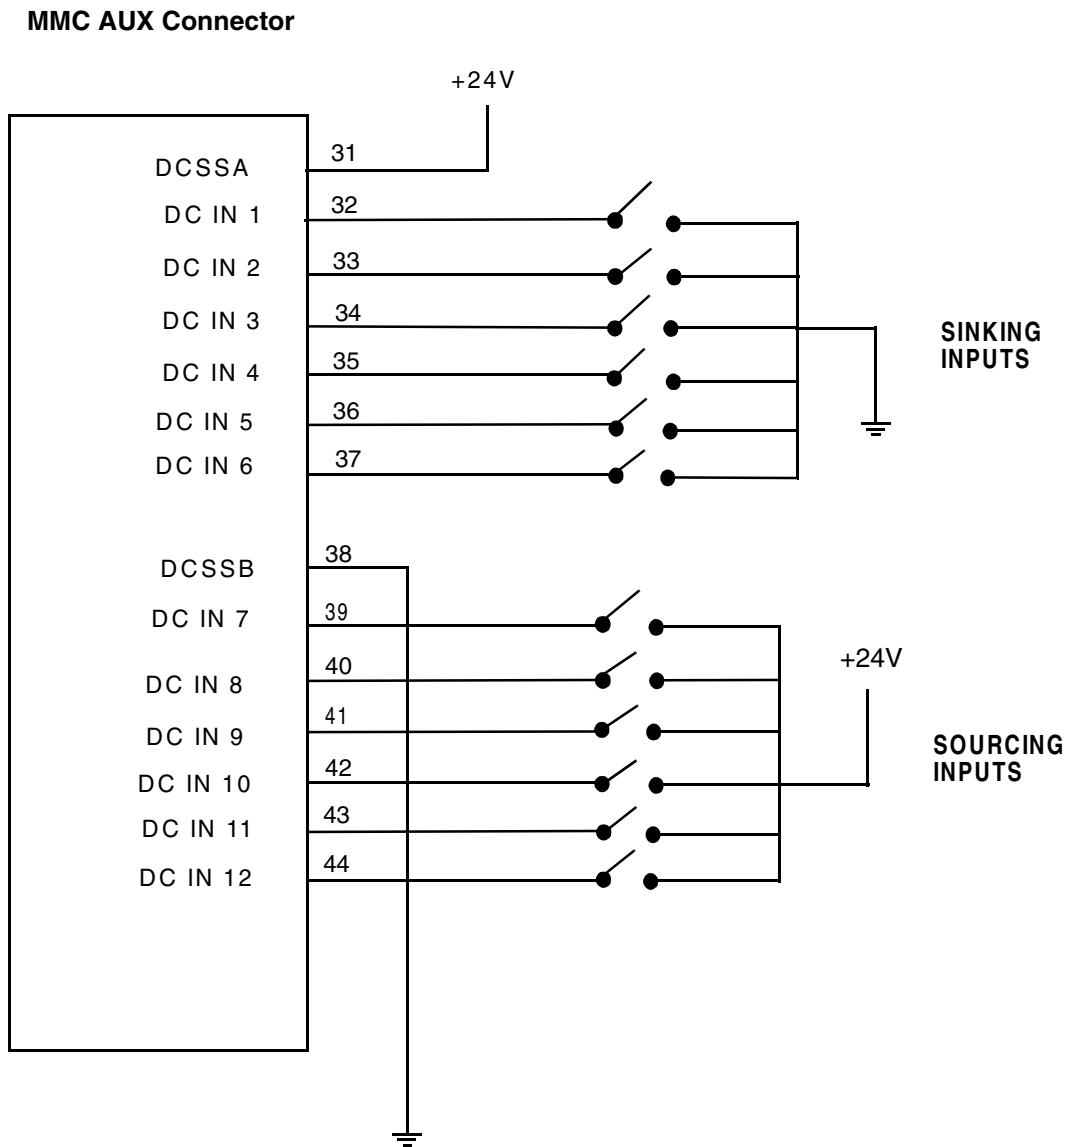 MMC AUX Connector
+24V
DCSSA 31
DC IN 1 32
DC IN 2 33
DC IN 3 34
DC IN 4 35
DC IN 5 36
DC IN 6 37
SINKING
INPUTS
DCSSB 38
DC IN 7 39
DC IN 8 40
DC IN 9 41
DC IN 10 42
DC IN 11 43
DC IN 12 44
+24V
SOURCING
INPUTS